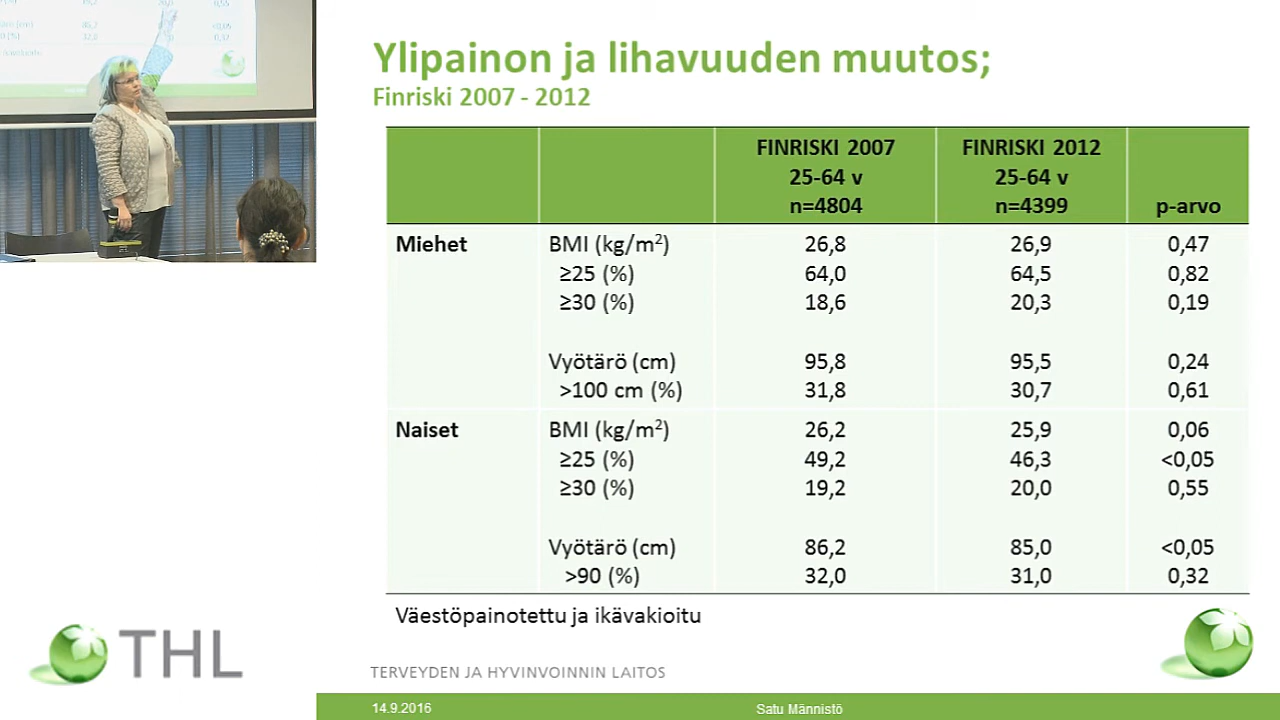 Ylipainon ja lihavuuden muutos;
Finriski 2007 - 2012
FINRISKI 2007 25-64 v n=4804
FINRISKI 2012 25-64 v n=4399
p-arvo
Miehet BMI (kg/m²) 26,8 26,9 0,47
≥25 (%) 64,0 64,5 0,82
≥30 (%) 18,6 20,3 0,19
Vyötärö (cm) 95,8 95,5 0,24
>100 cm (%) 31,8 30,7 0,61
Naiset BMI (kg/m²) 26,2 25,9 0,06
≥25 (%) 49,2 46,3 <0,05
≥30 (%) 19,2 20,0 0,55
Vyötärö (cm) 86,2 85,0 <0,05
>90 (%) 32,0 31,0 0,32
Väestöpainotettu ja ikävakioitu
THL
TERVEYDEN JA HYVINVOINNIN LAITOS
14.9.2016 Satu Männistö